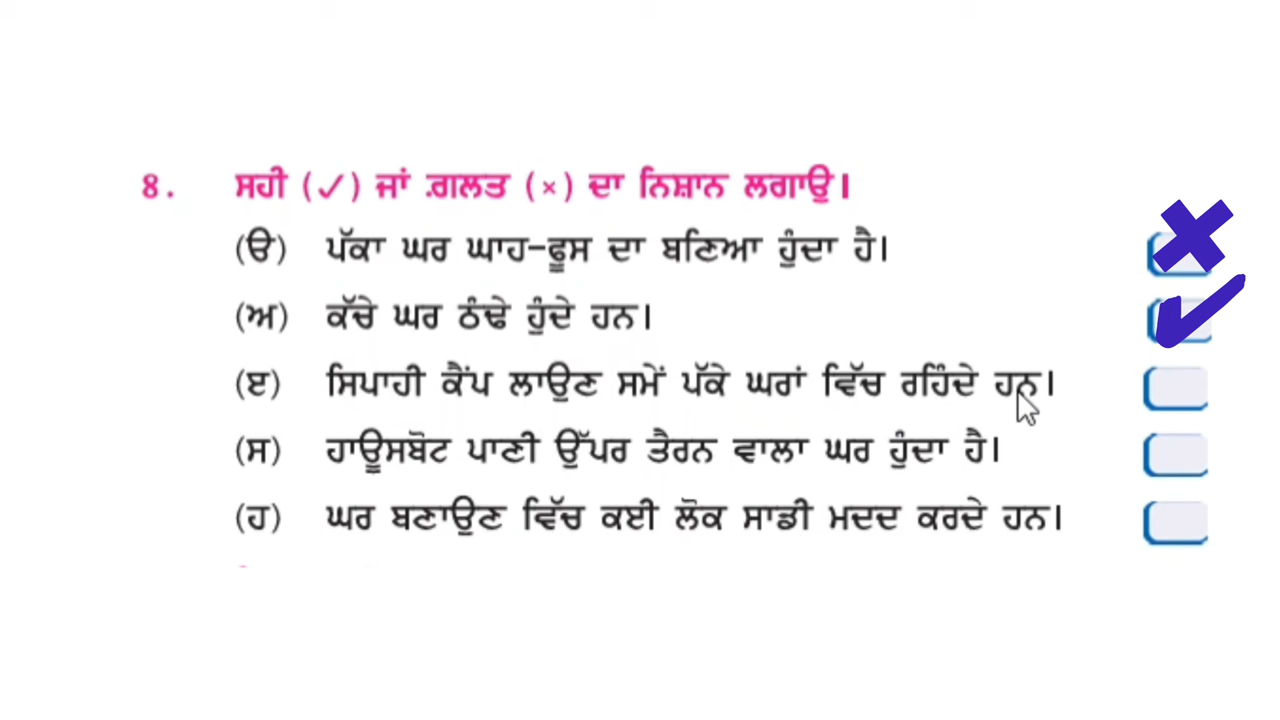 8. ਸਹੀ (✓) ਜਾਂ ਗ਼ਲਤ (×) ਦਾ ਨਿਸ਼ਾਨ ਲਗਾਉ।
(ੳ) ਪੱਕਾ ਘਰ ਘਾਹ-ਫੂਸ ਦਾ ਬਣਿਆ ਹੁੰਦਾ ਹੈ।
(ਅ) ਕੱਚੇ ਘਰ ਠੰਢੇ ਹੁੰਦੇ ਹਨ।
(ੲ) ਸਿਪਾਹੀ ਕੈਂਪ ਲਾਉਣ ਸਮੇਂ ਪੱਕੇ ਘਰਾਂ ਵਿੱਚ ਰਹਿੰਦੇ ਹਨ।
(ਸ) ਹਾਊਸਬੋਟ ਪਾਣੀ ਉੱਪਰ ਤੈਰਨ ਵਾਲਾ ਘਰ ਹੁੰਦਾ ਹੈ।
(ਹ) ਘਰ ਬਣਾਉਣ ਵਿੱਚ ਕਈ ਲੋਕ ਸਾਡੀ ਮਦਦ ਕਰਦੇ ਹਨ।